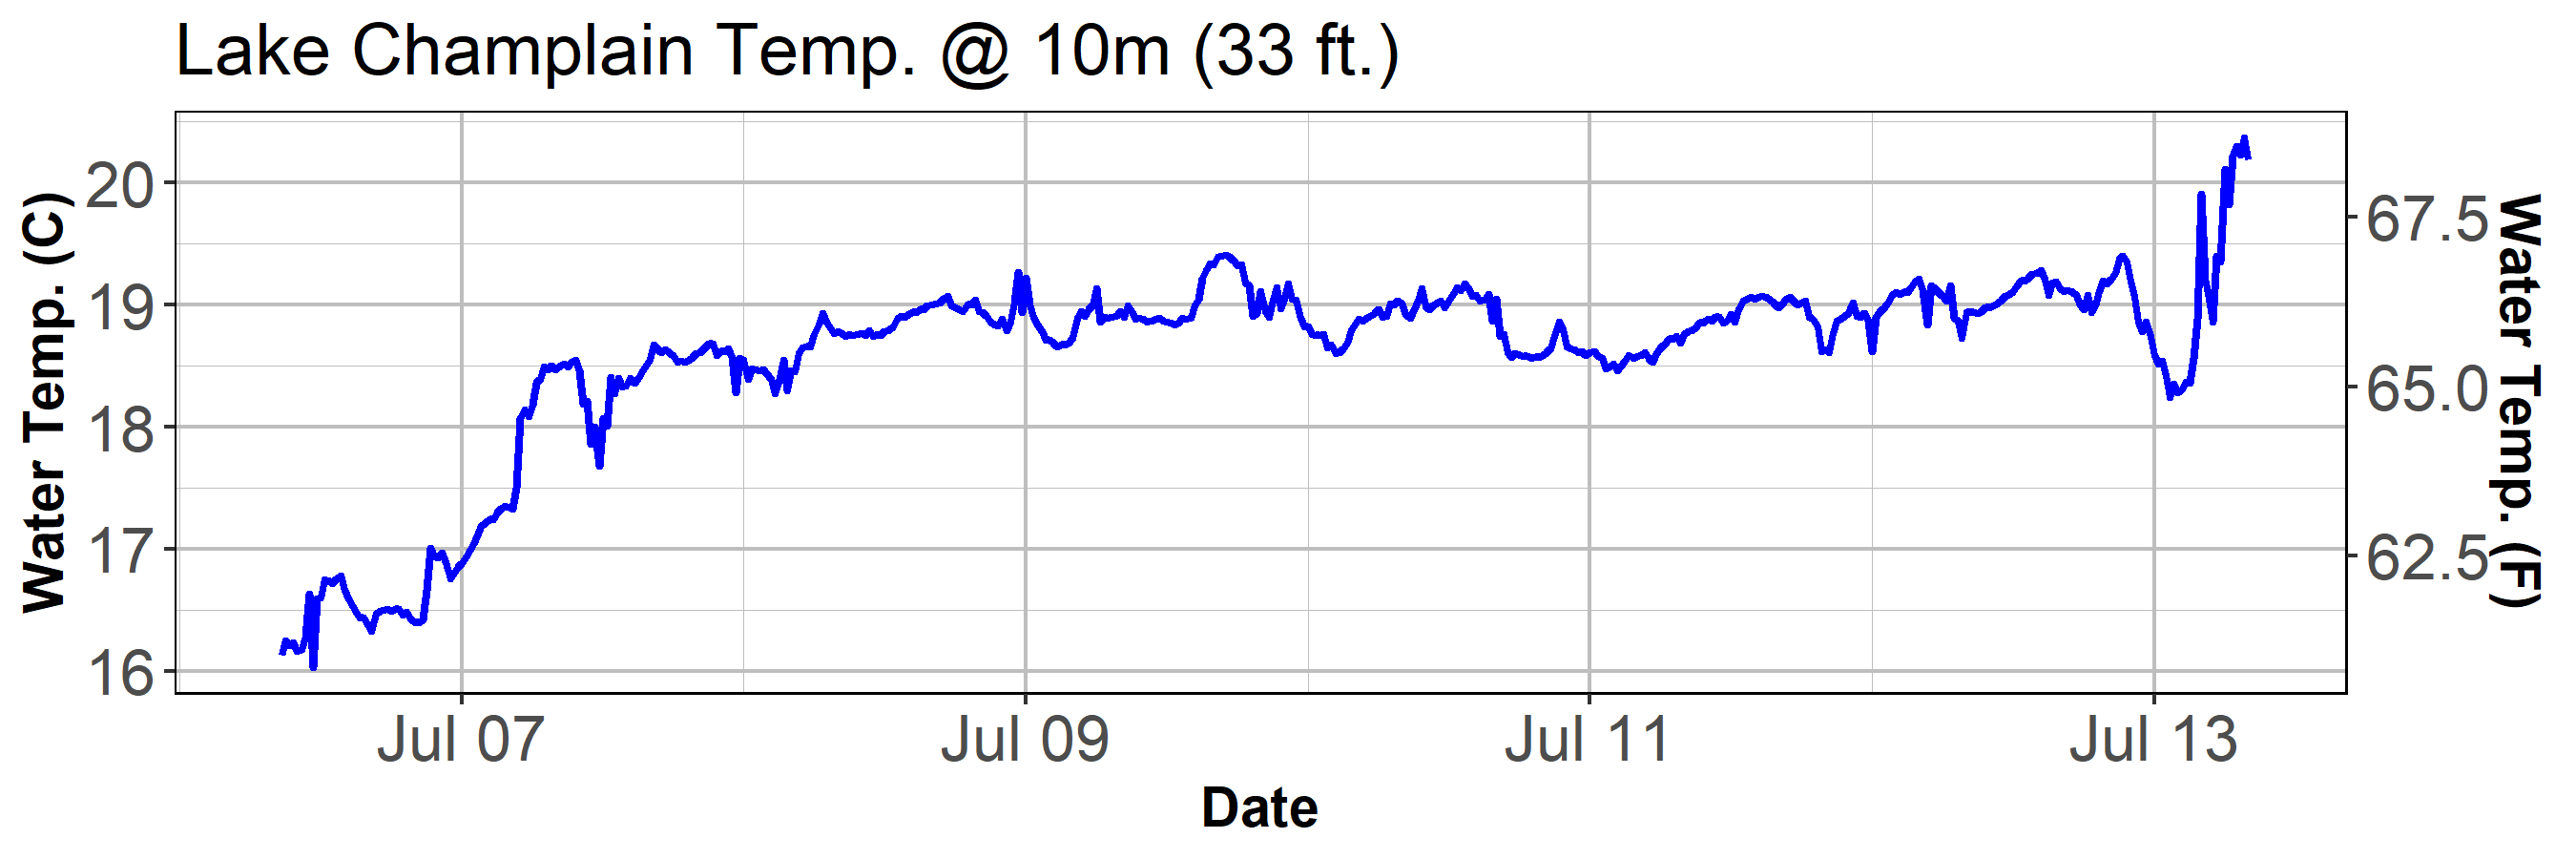 Lake Champlain Temp. @ 10m (33 ft.)
Water Temp. (C)
20
19
18
17
16
67.5
65.0
62.5
Water Temp. (F)
Jul 07
Jul 09
Jul 11
Jul 13
Date